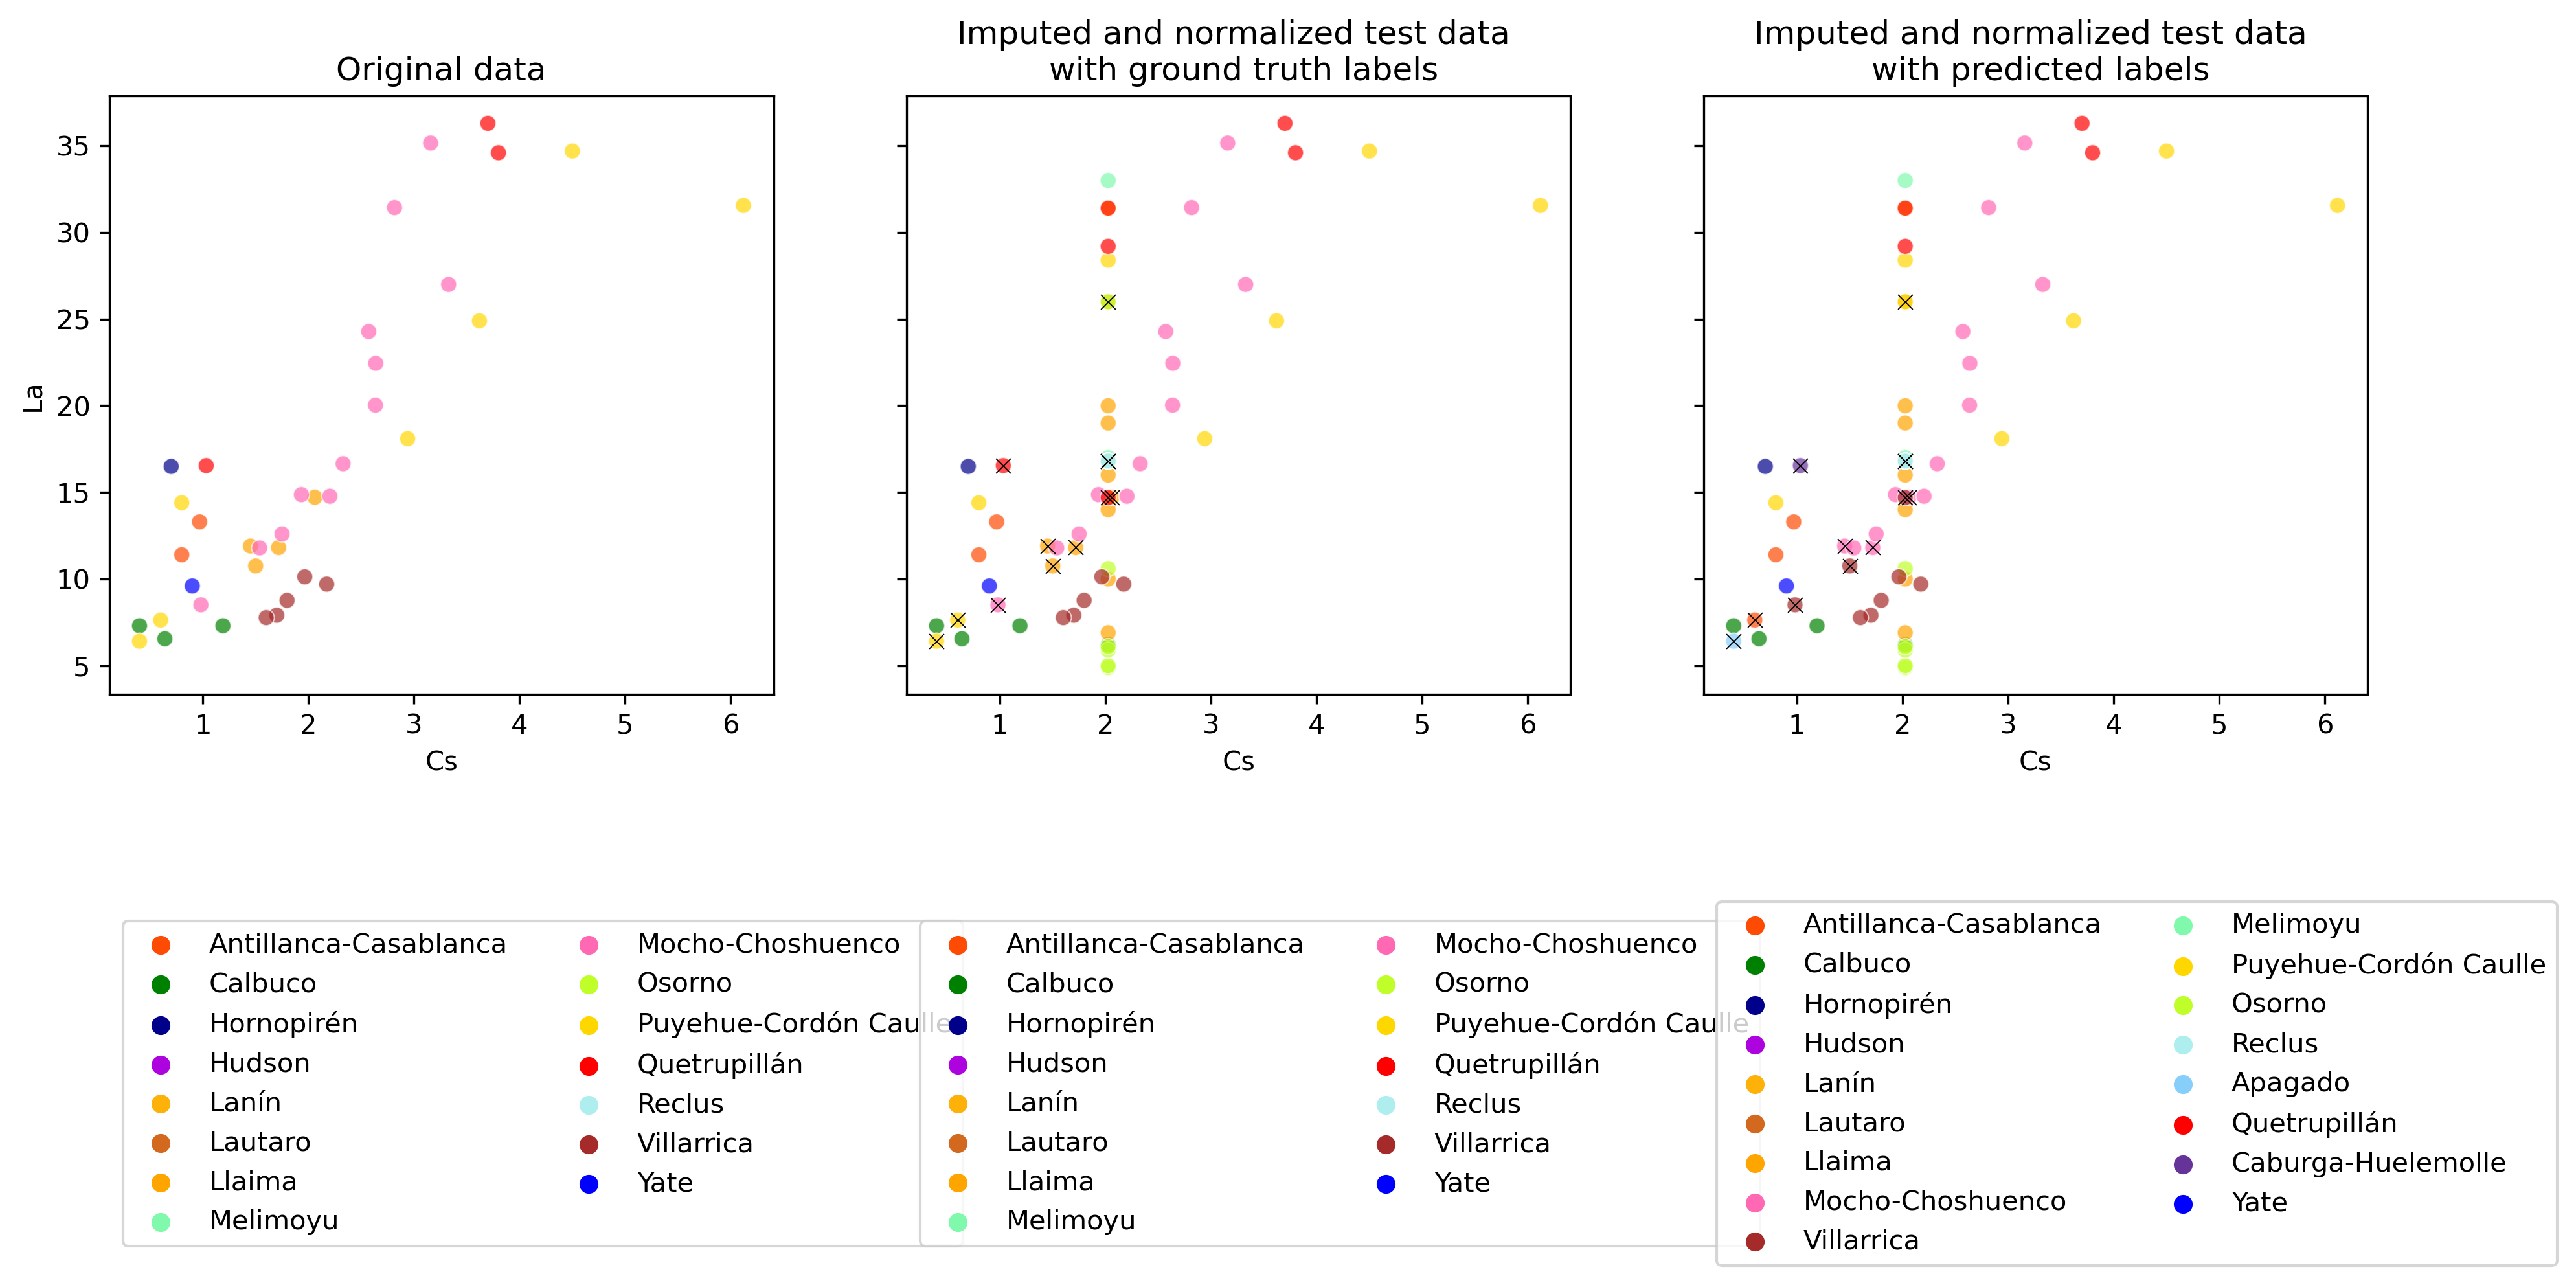 Original data
Imputed and normalized test data
with ground truth labels
Imputed and normalized test data
with predicted labels
35
30
25
20
15
10
5
La
1 2 3 4 5 6
Cs
1 2 3 4 5 6
Cs
1 2 3 4 5 6
Cs
Antillanca-Casablanca
Calbuco
Hornopirén
Hudson
Lanín
Lautaro
Llaima
Melimoyu
Mocho-Choshuenco
Osorno
Puyehue-Cordón Caulle
Quetrupillán
Reclus
Villarrica
Yate
Antillanca-Casablanca
Calbuco
Hornopirén
Hudson
Lanín
Lautaro
Llaima
Melimoyu
Mocho-Choshuenco
Osorno
Puyehue-Cordón Caulle
Quetrupillán
Reclus
Villarrica
Yate
Antillanca-Casablanca
Calbuco
Hornopirén
Hudson
Lanín
Lautaro
Llaima
Mocho-Choshuenco
Villarrica
Melimoyu
Puyehue-Cordón Caulle
Osorno
Reclus
Apagado
Quetrupillán
Caburga-Huelemolle
Yate